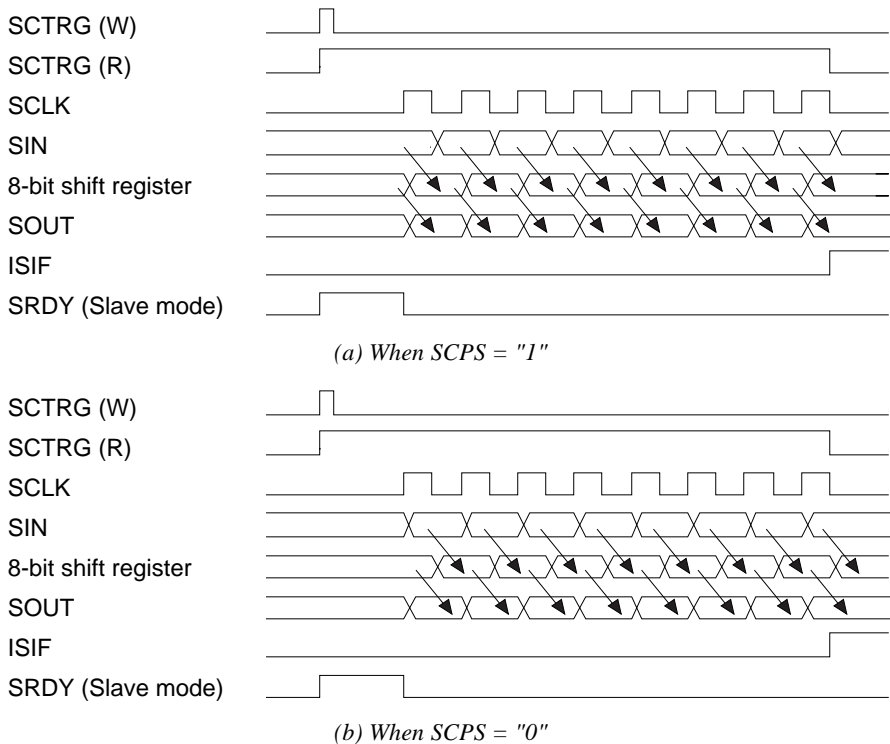 SCTRG (W)
SCTRG (R)
SCLK
SIN
8-bit shift register
SOUT
ISIF
SRDY (Slave mode)
(a) When SCPS = "1"
SCTRG (W)
SCTRG (R)
SCLK
SIN
8-bit shift register
SOUT
ISIF
SRDY (Slave mode)
(b) When SCPS = "0"